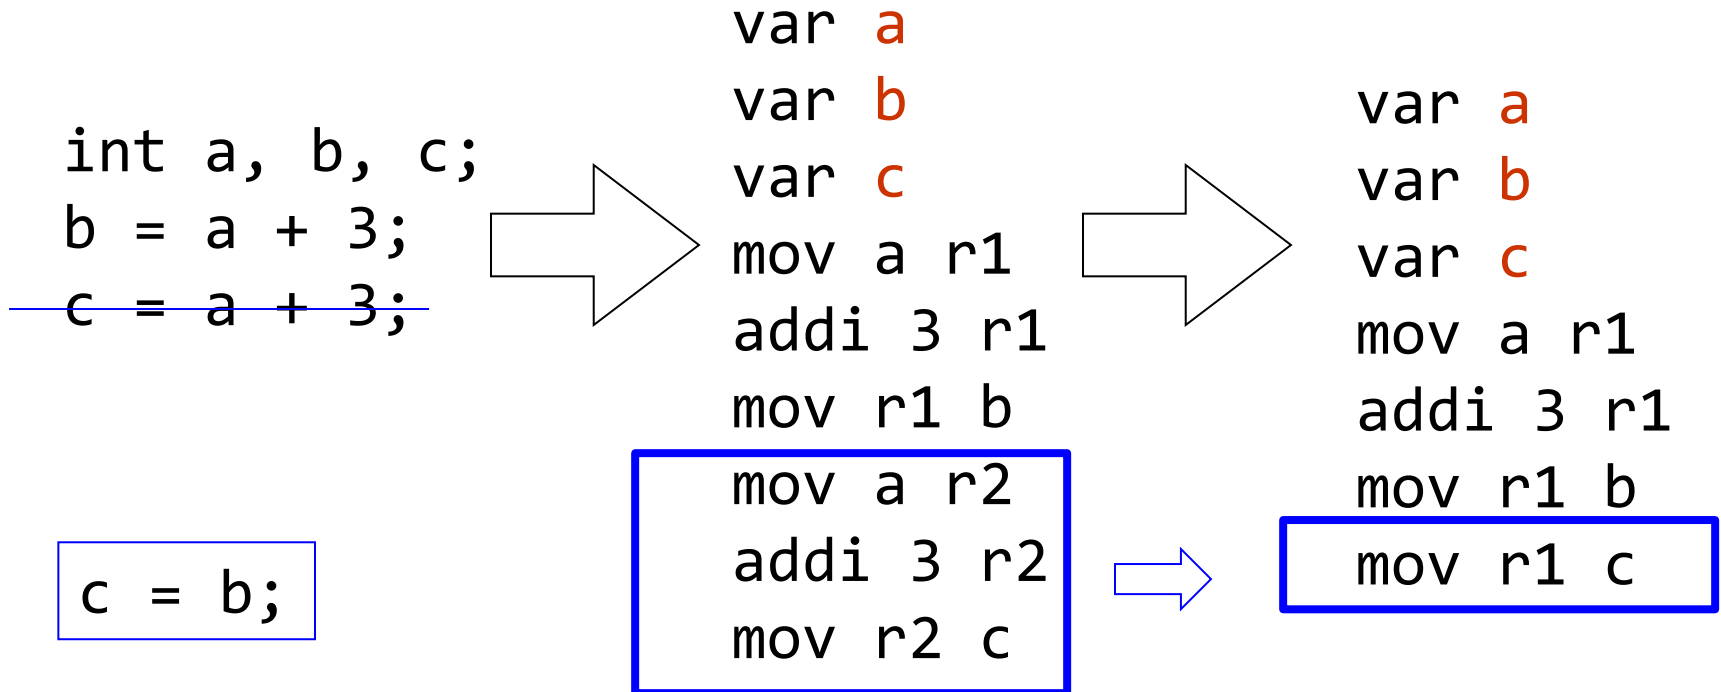 int a, b, c;
b = a + 3;
c = a + 3;
c = b;
var a
var b
var c
mov a r1
addi 3 r1
mov r1 b
mov a r2
addi 3 r2
mov r2 c
var a
var b
var c
mov a r1
addi 3 r1
mov r1 b
mov r1 c